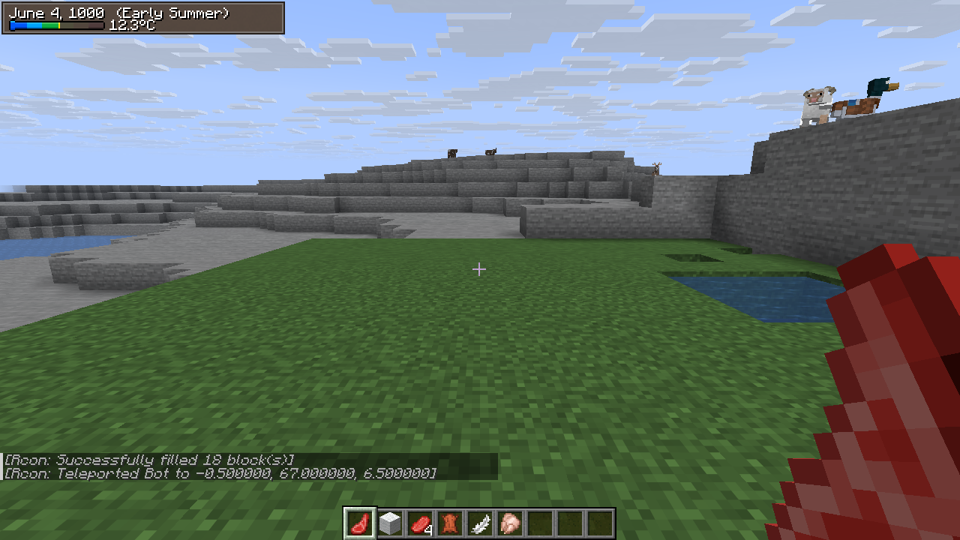 June 4, 1000 (Early Summer)
12.3°C
[Rcon: Successfully filled 18 block(s)]
[Rcon: Teleported Bot to -0.500000, 67.000000, 6.500000]
4